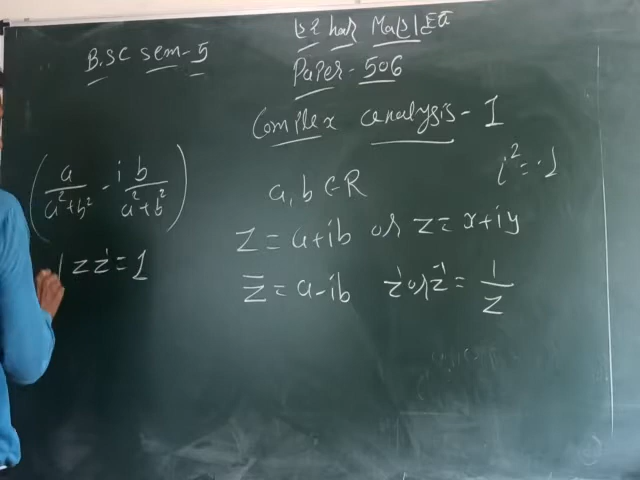 B.SC Sem-5
Paper-506
Complex analysis-1
i² = -1
a, b ∈ R
(a/(a²+b²) - i b/(a²+b²))
z = a+ib or z = x+iy
zz' = 1
z̄ = a-ib z' or z⁻¹ = 1/z